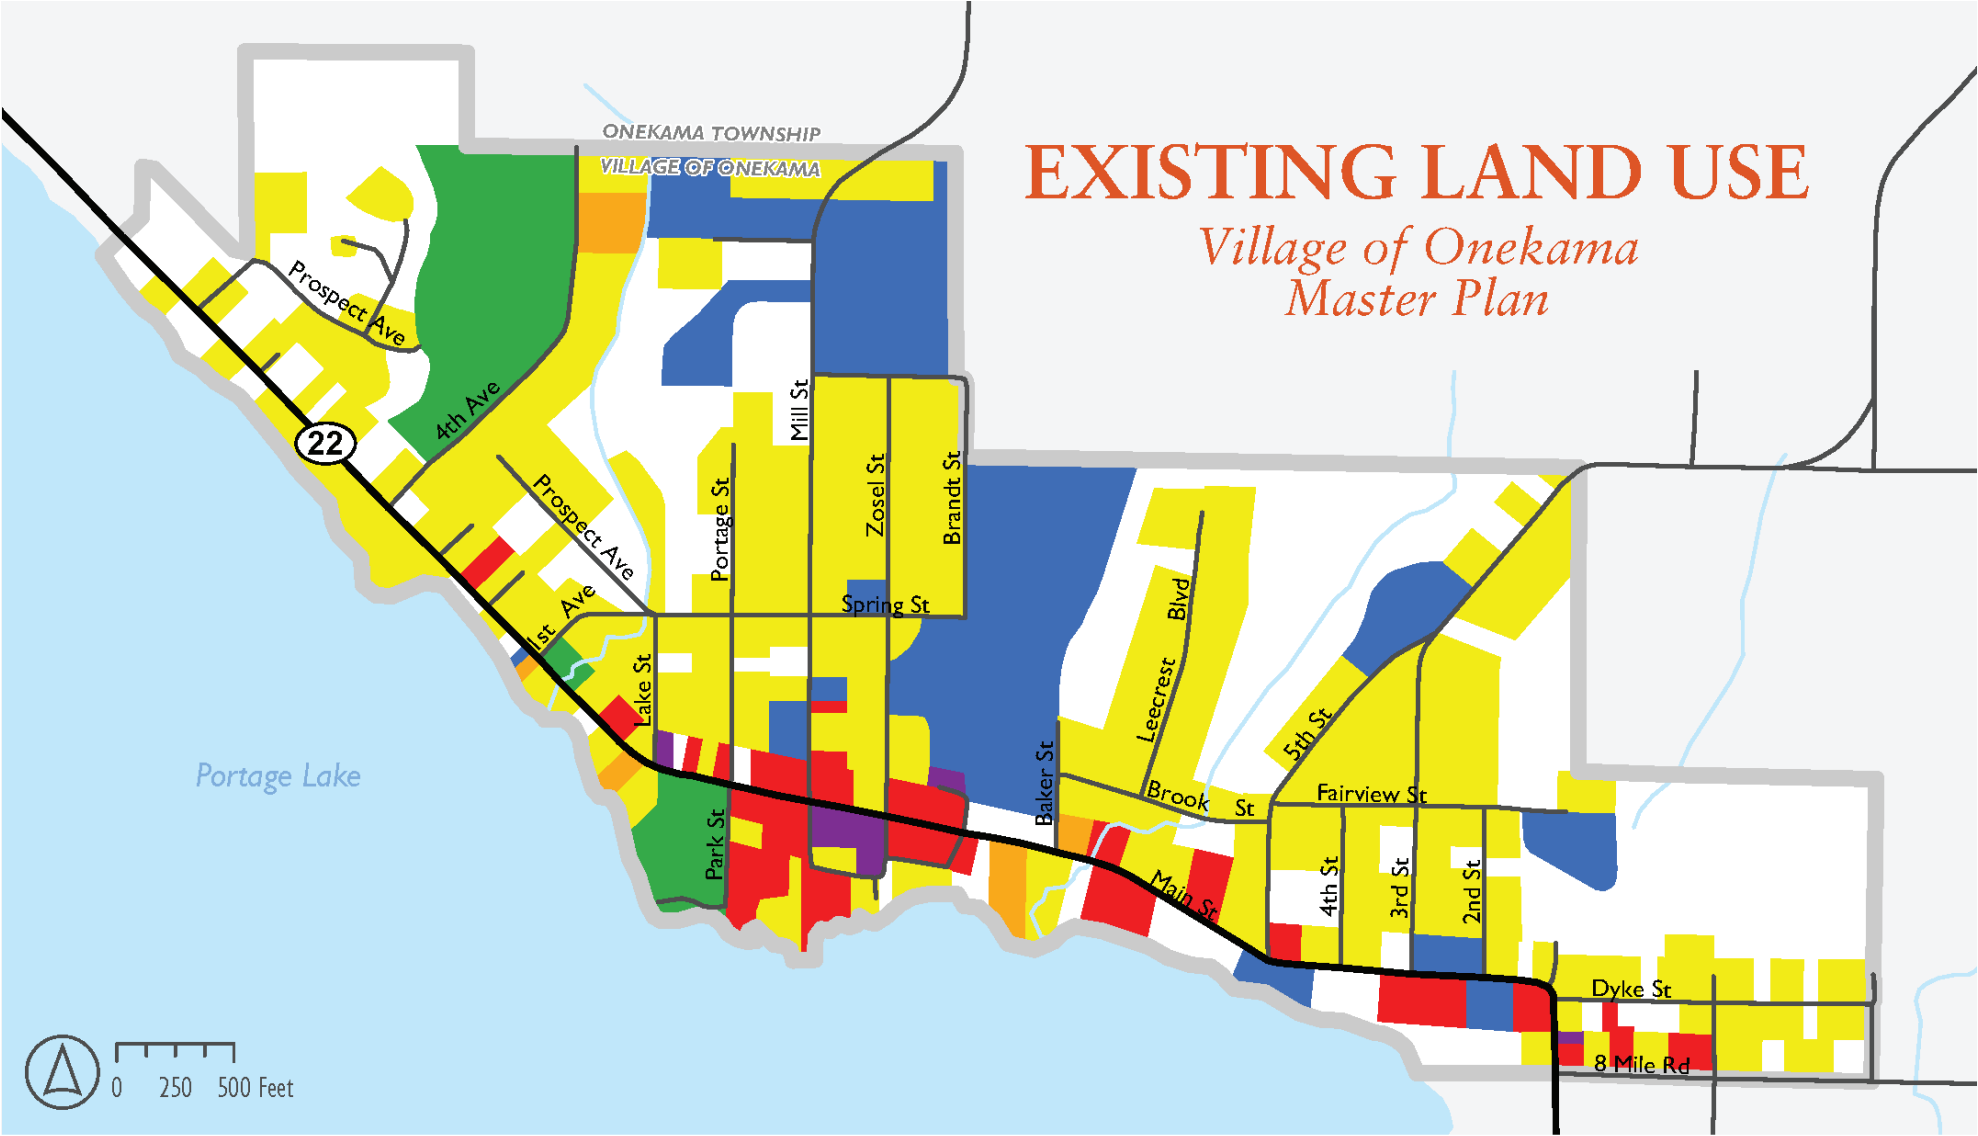 EXISTING LAND USE
Village of Onekama
Master Plan
ONEKAMA TOWNSHIP
VILLAGE OF ONEKAMA
Prospect Ave
4th Ave
22
Mill St
Zosel St
Brandt St
Portage St
Prospect Ave
1st Ave
Spring St
Lake St
Leecrest Blvd
5th St
Baker St
Brook St
Fairview St
Portage Lake
Park St
Main St
4th St
3rd St
2nd St
Dyke St
8 Mile Rd
0 250 500 Feet